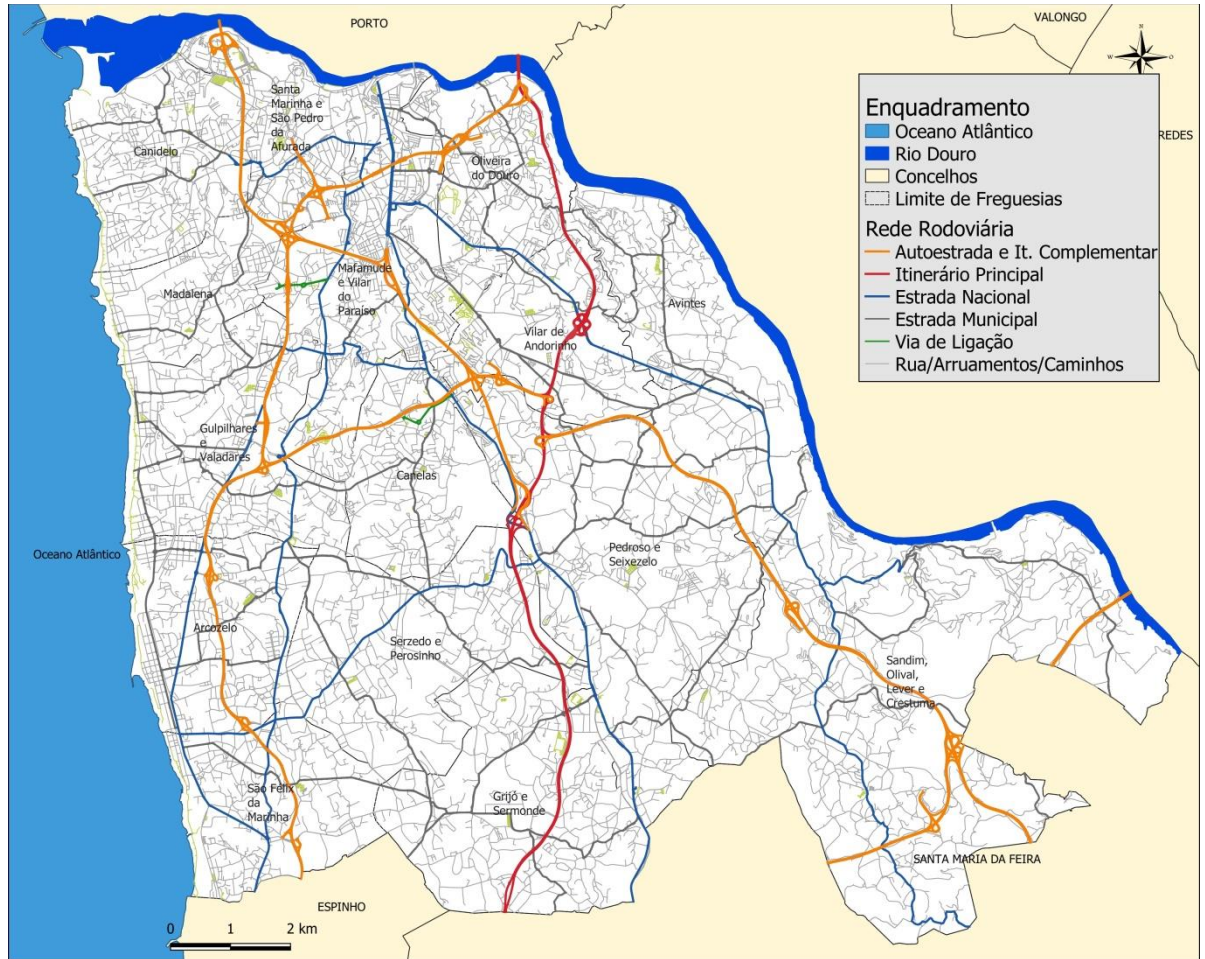 PORTO
VALONGO
N
W
O
S
REDES
Enquadramento
Oceano Atlântico
Rio Douro
Concelhos
Limite de Freguesias
Rede Rodoviária
Autoestrada e It. Complementar
Itinerário Principal
Estrada Nacional
Estrada Municipal
Via de Ligação
Rua/Arruamentos/Caminhos
Santa
Marinha e
São Pedro
da
Afurada
Canidelo
Oliveira
do Douro
Mafamude
e Vilar
do
Paraíso
Madalena
Avintes
Vilar de
Andorinho
Gulpilhares
e
Valadares
Canelas
Oceano Atlântico
Pedroso e
Seixezelo
Arcozelo
Serzedo e
Perosinho
Sandim,
Olival,
Lever e
Crestuma
São Félix
da
Marinha
Grijó e
Sermonde
SANTA MARIA DA FEIRA
ESPINHO
0 1 2 km